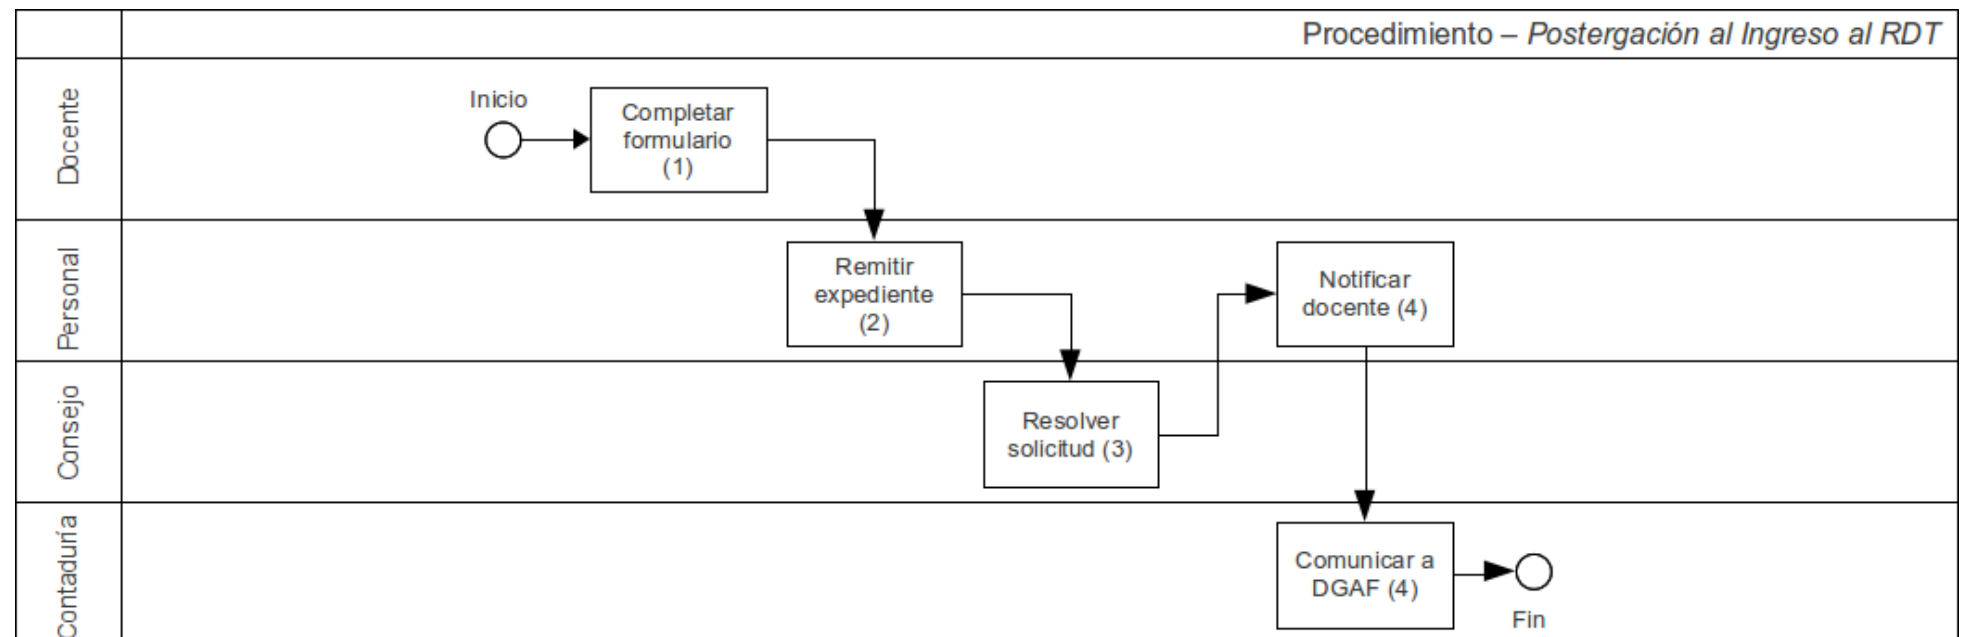 Procedimiento – Postergación al Ingreso al RDT
Docente
Inicio
Completar
formulario
(1)
Personal
Remitir
expediente
(2)
Notificar
docente (4)
Consejo
Resolver
solicitud (3)
Contaduría
Comunicar a
DGAF (4)
Fin